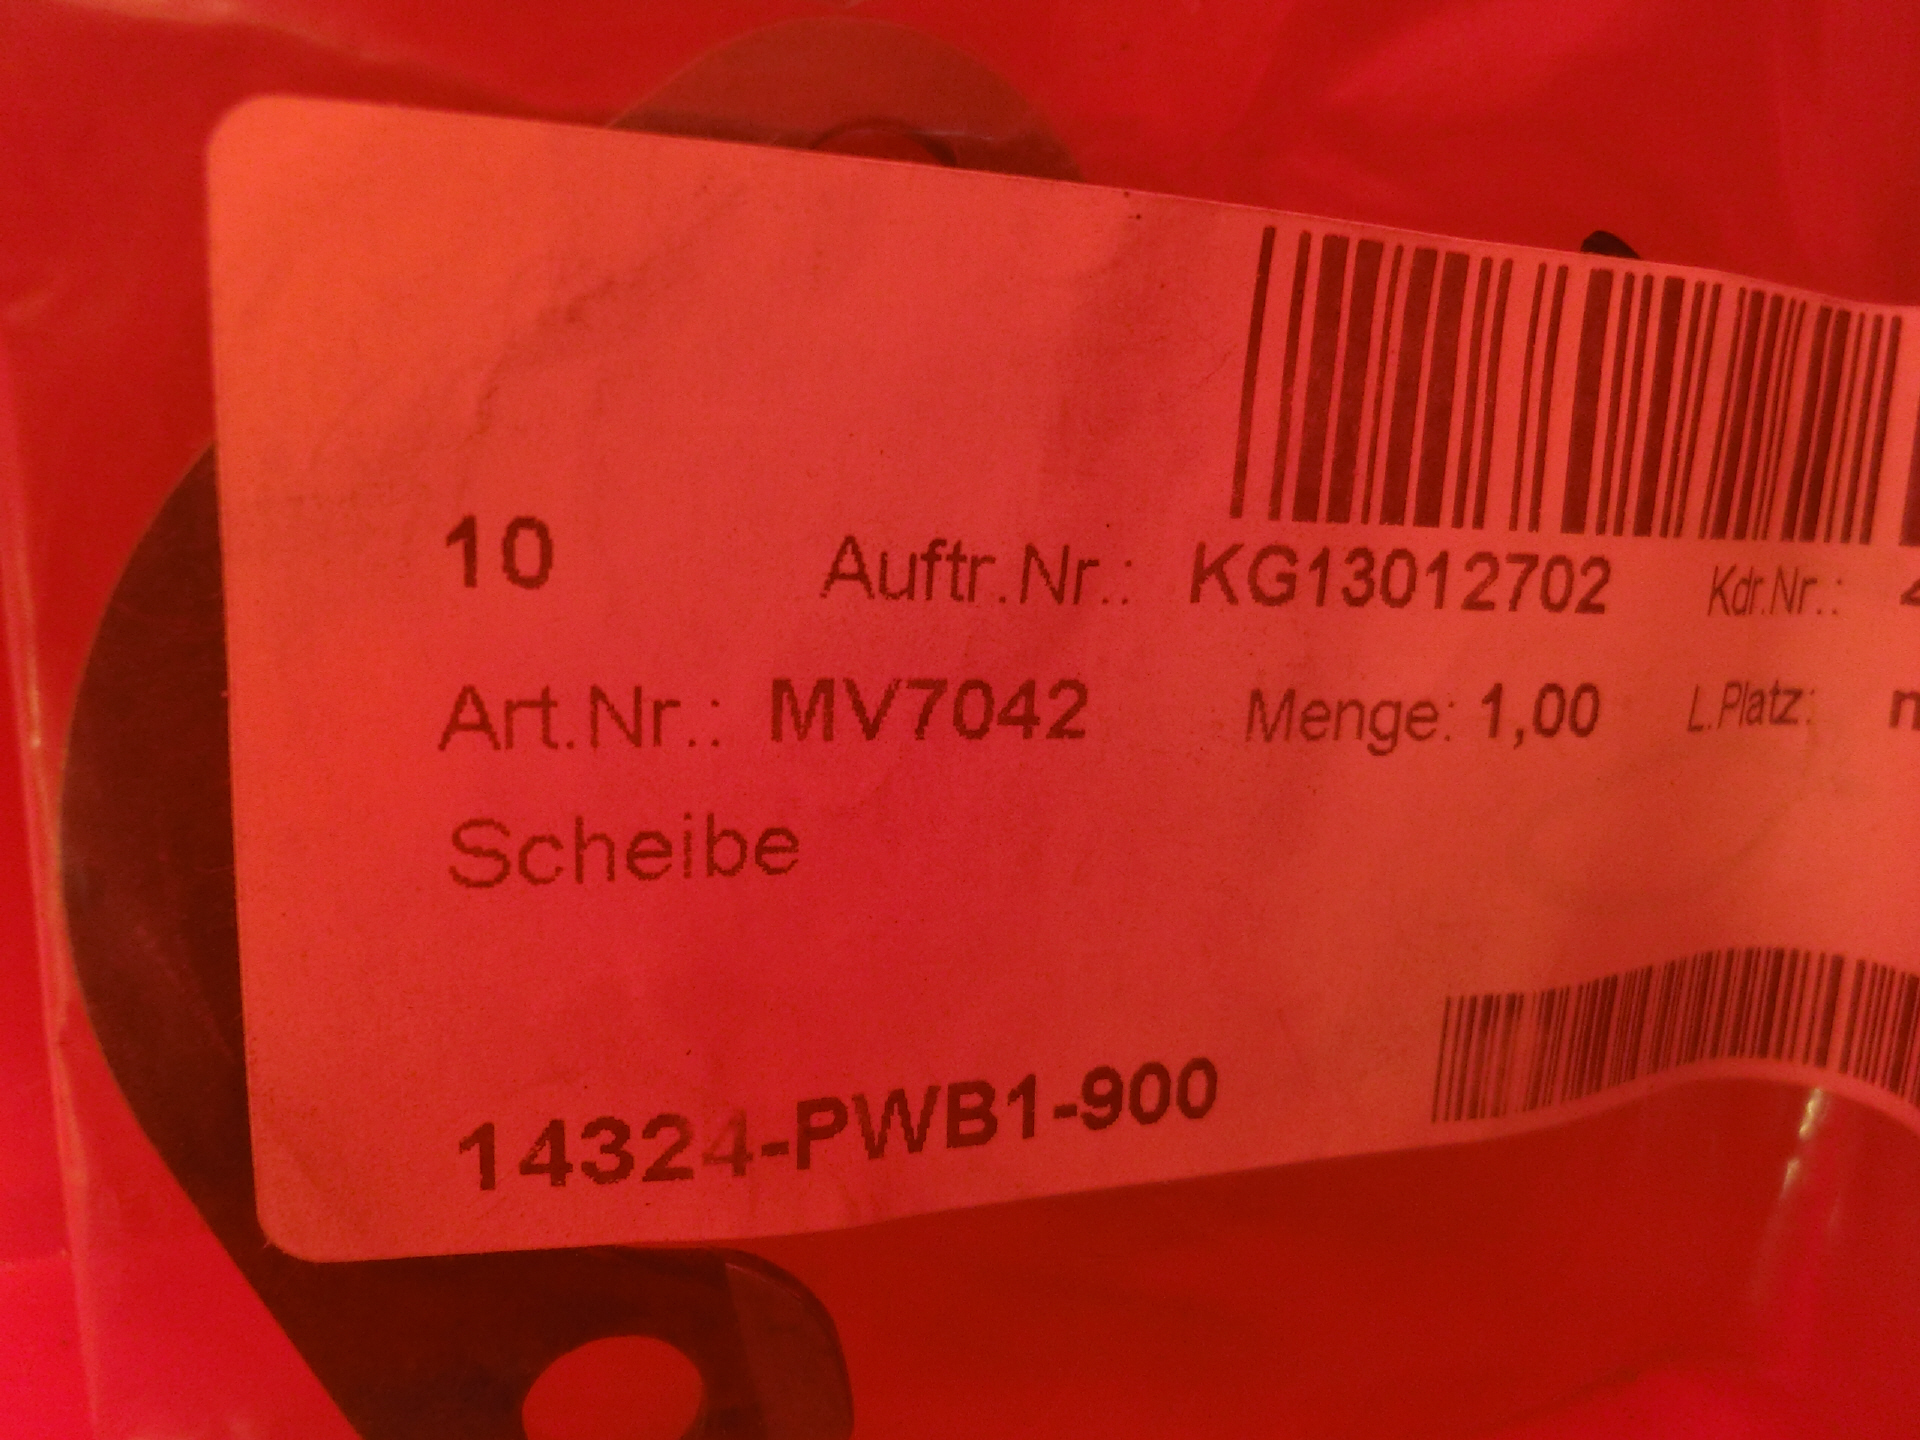 10 Auftr.Nr.: KG13012702 Kdr.Nr.:
Art.Nr.: MV7042 Menge: 1,00 L.Platz:
Scheibe
14324-PWB1-900